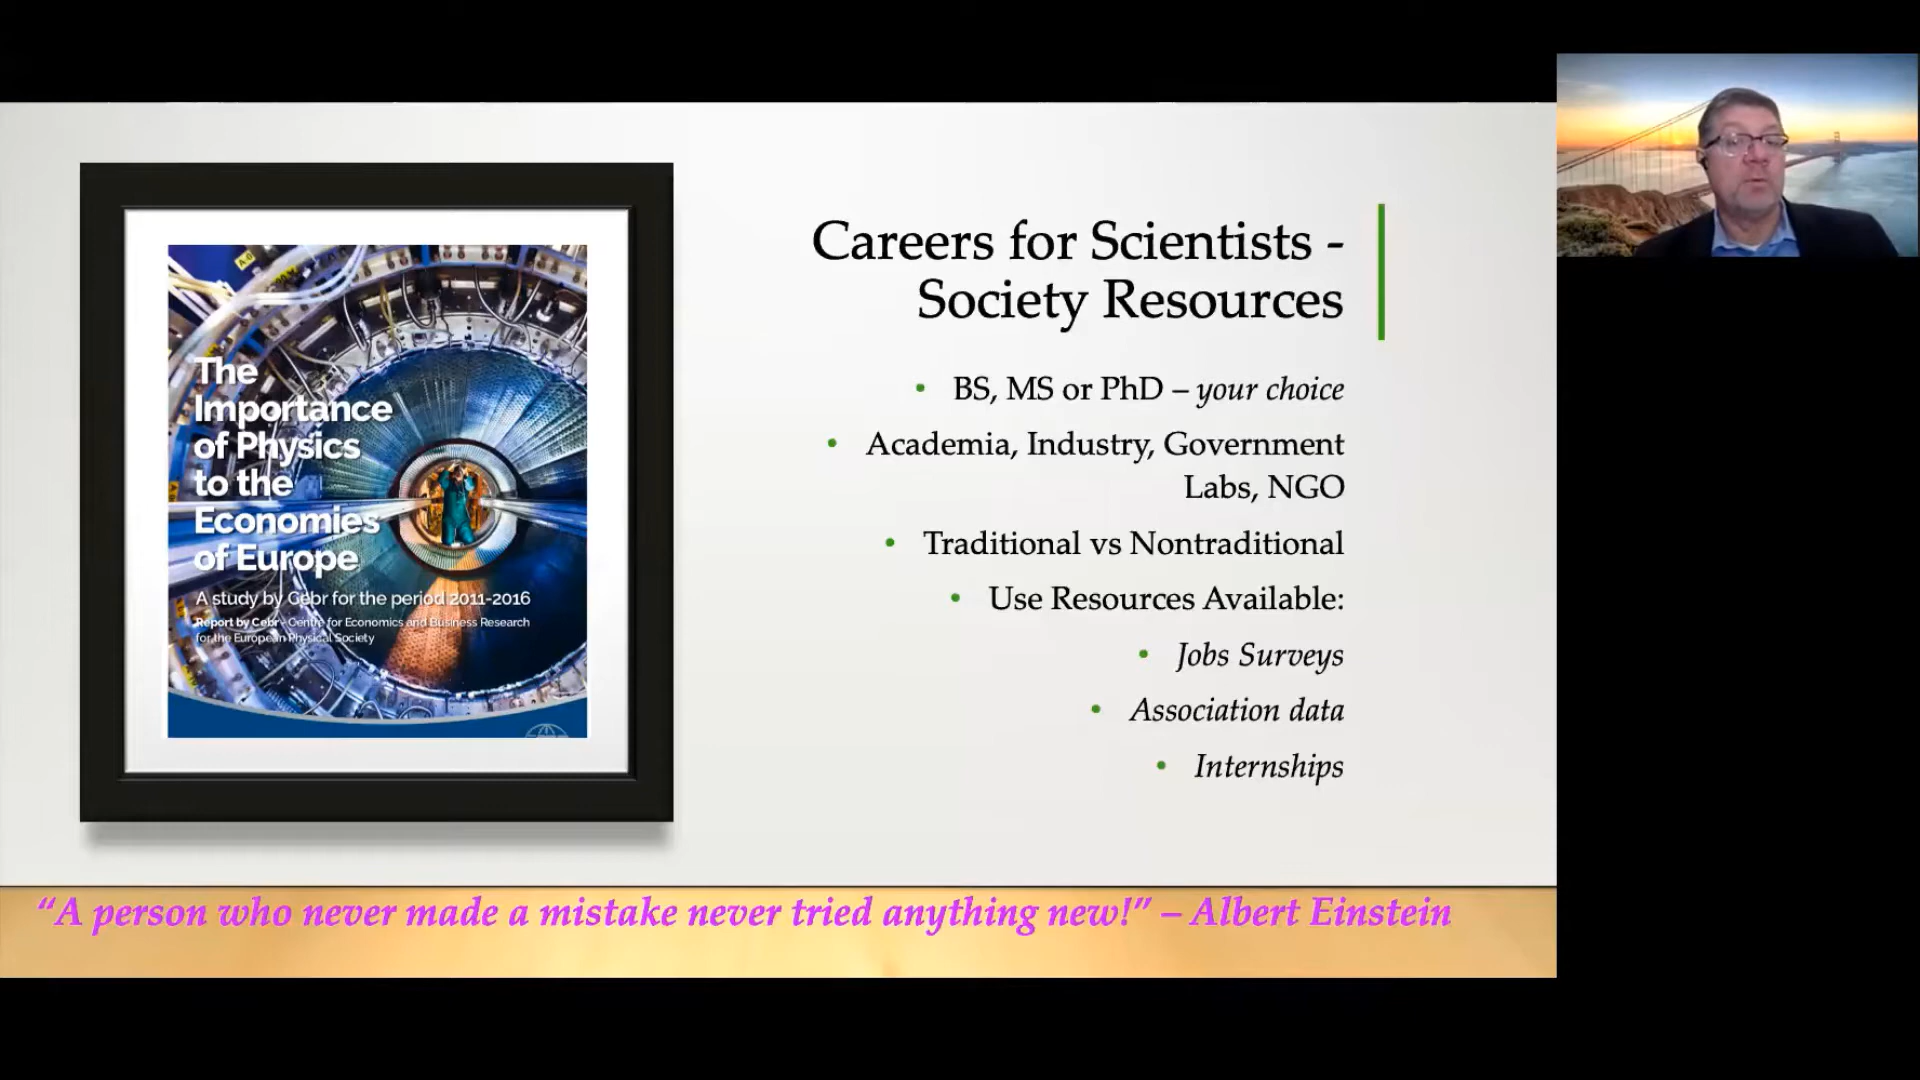 The
Importance
of Physics
to the
Economies
of Europe
A study by Cebr for the period 2011-2016
Report by Cebr - Centre for Economics and Business Research
for the European Physical Society
Careers for Scientists -
Society Resources
• BS, MS or PhD – your choice
• Academia, Industry, Government
Labs, NGO
• Traditional vs Nontraditional
• Use Resources Available:
• Jobs Surveys
• Association data
• Internships
“A person who never made a mistake never tried anything new!” – Albert Einstein